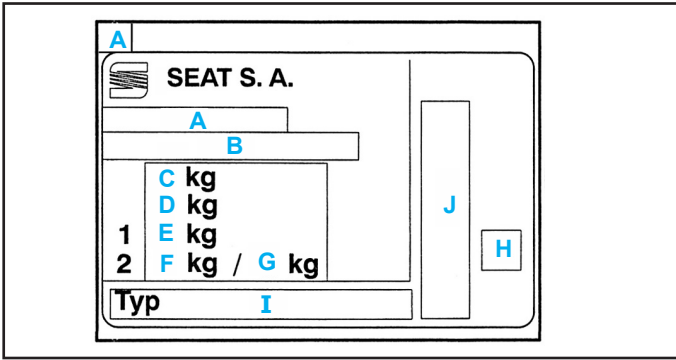 A
SEAT S. A.
A
B
C kg
D kg
1 E kg
2 F kg / G kg
Typ I
J
H